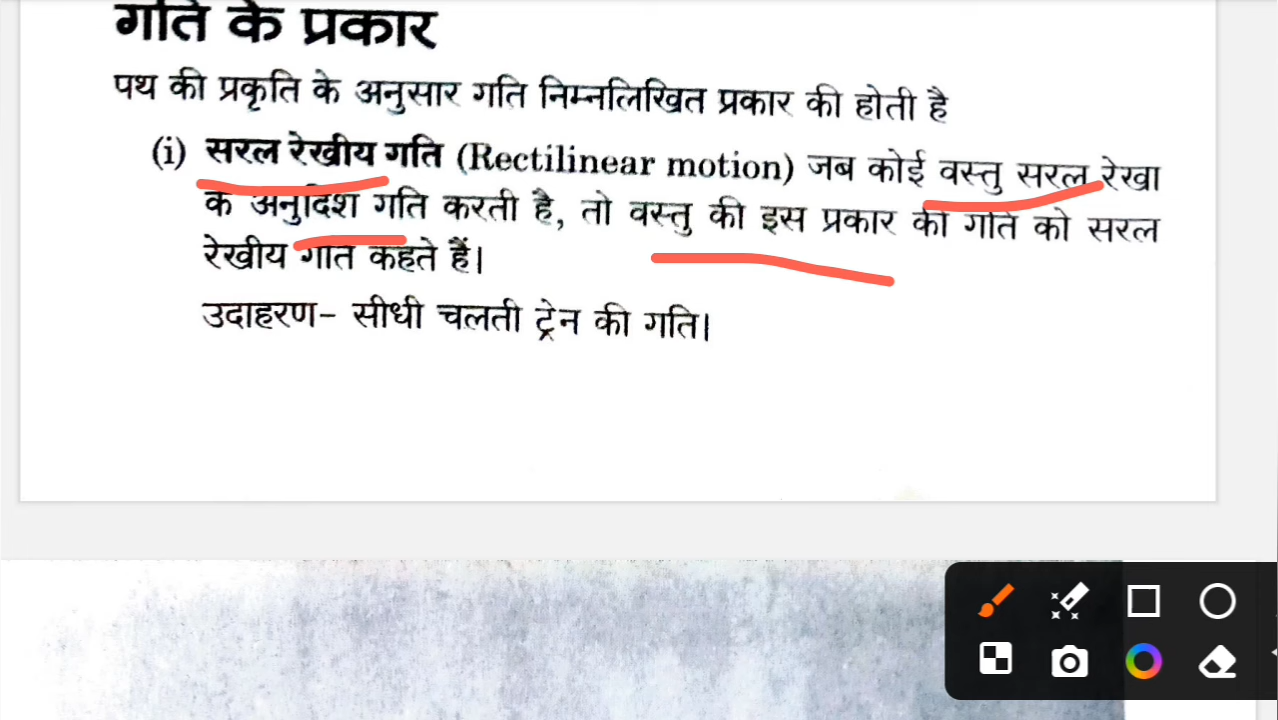 गति के प्रकार
पथ की प्रकृति के अनुसार गति निम्नलिखित प्रकार की होती है
(i) सरल रेखीय गति (Rectilinear motion) जब कोई वस्तु सरल रेखा
के अनुदिश गति करती है, तो वस्तु की इस प्रकार की गति को सरल
रेखीय गति कहते हैं।
उदाहरण- सीधी चलती ट्रेन की गति।